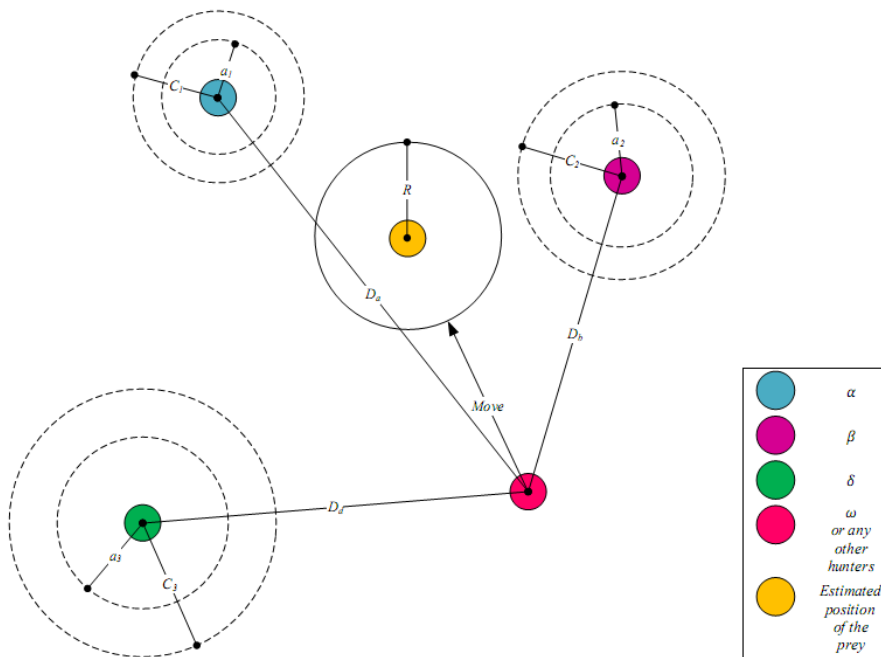 a1
C1
a2
C2
R
Da
Db
Move
Dd
a3
C3
α
β
δ
ω
or any
other
hunters
Estimated
position
of the
prey